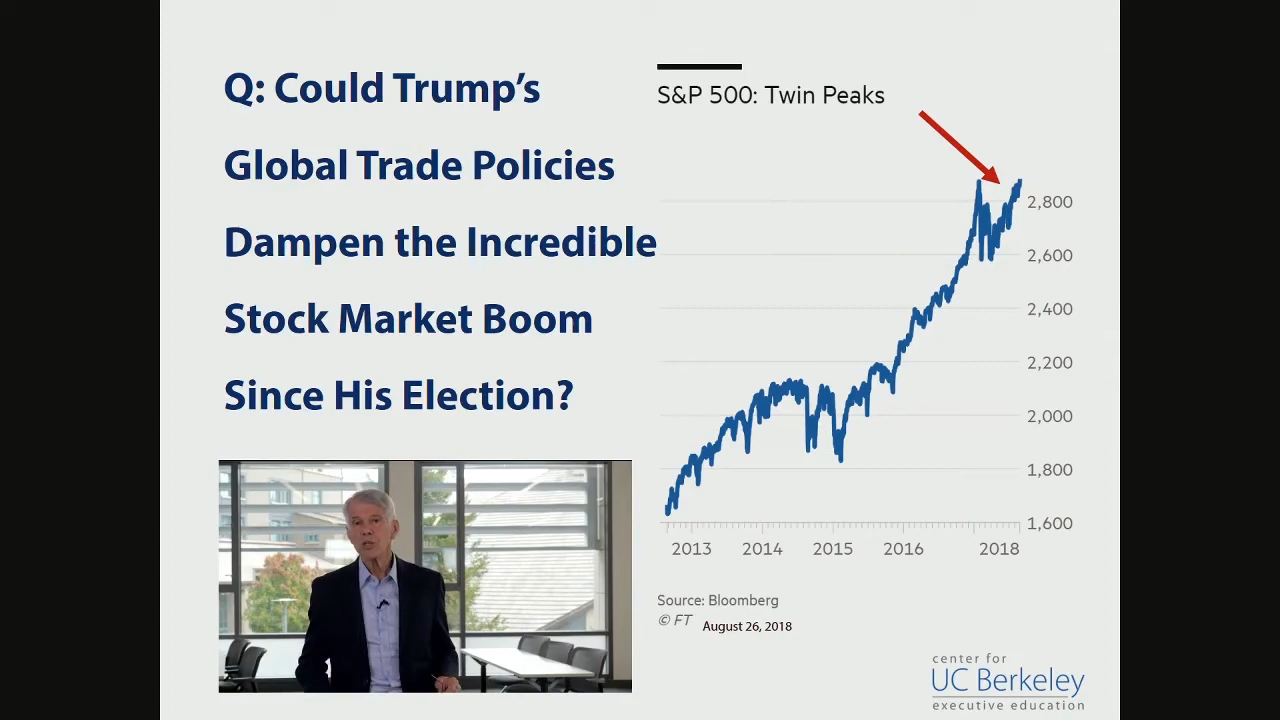 Q: Could Trump's
Global Trade Policies
Dampen the Incredible
Stock Market Boom
Since His Election?
S&P 500: Twin Peaks
2,800
2,600
2,400
2,200
2,000
1,800
1,600
2013 2014 2015 2016 2018
Source: Bloomberg
© FT August 26, 2018
center for
UC Berkeley
executive education